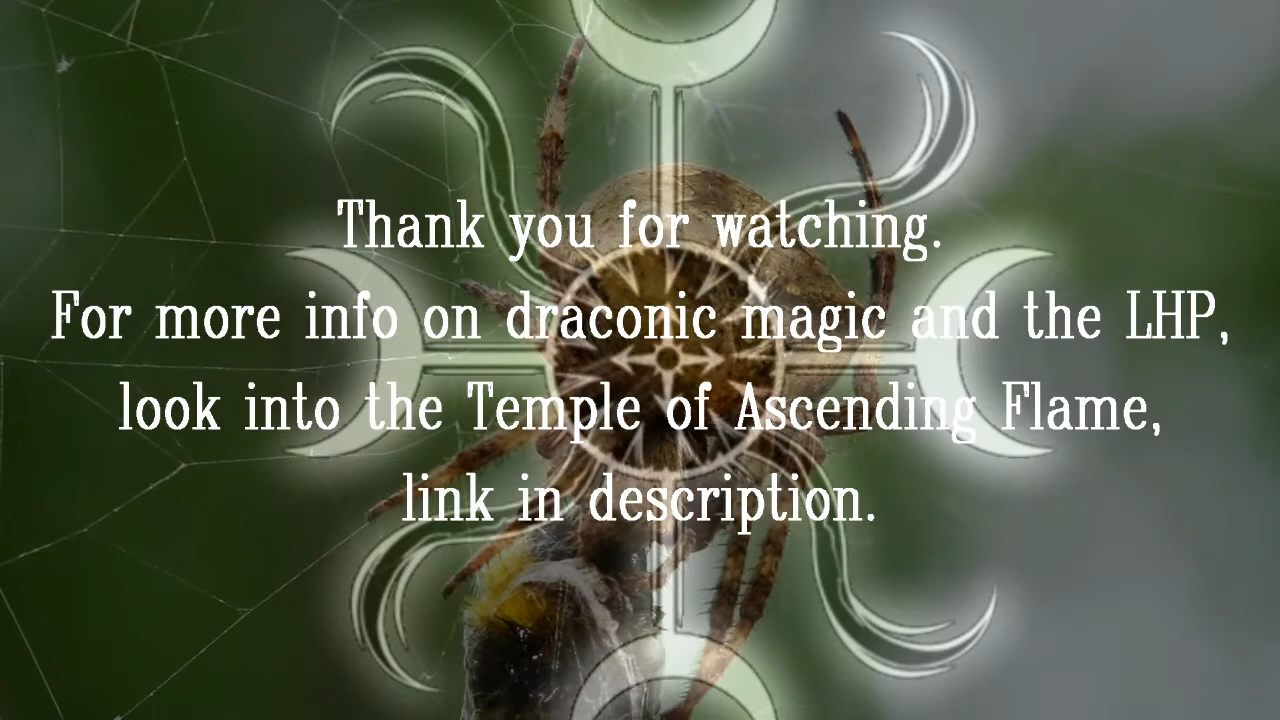 Thank you for watching.
For more info on draconic magic and the LHP,
look into the Temple of Ascending Flame,
link in description.